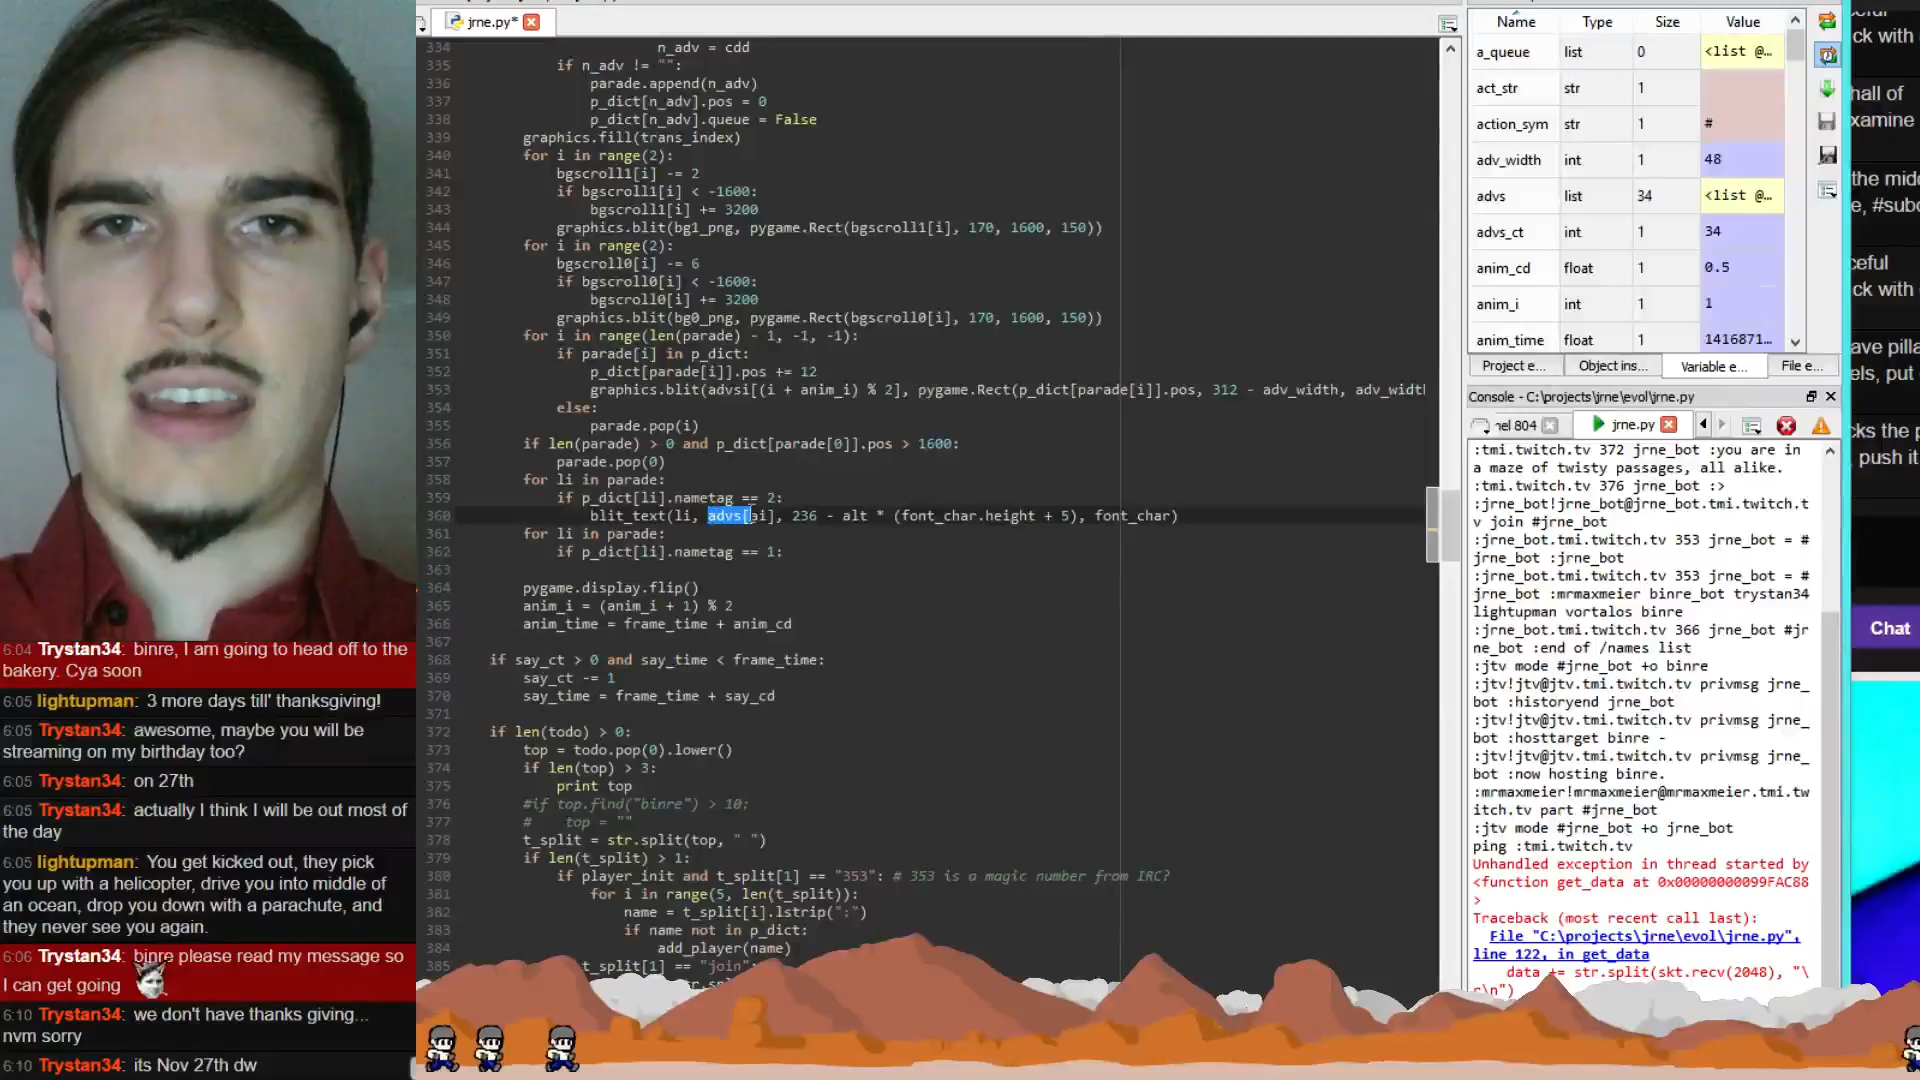 jrne.py*
334 n_adv = cdd
335 if n_adv != "":
336 parade.append(n_adv)
337 p_dict[n_adv].pos = 0
338 p_dict[n_adv].queue = False
339 graphics.fill(trans_index)
340 for i in range(2):
341 bgscroll1[i] -= 2
342 if bgscroll1[i] < -1600:
343 bgscroll1[i] += 3200
344 graphics.blit(bg1_png, pygame.Rect(bgscroll1[i], 170, 1600, 150))
345 for i in range(2):
346 bgscroll0[i] -= 6
347 if bgscroll0[i] < -1600:
348 bgscroll0[i] += 3200
349 graphics.blit(bg0_png, pygame.Rect(bgscroll0[i], 170, 1600, 150))
350 for i in range(len(parade) - 1, -1, -1):
351 if parade[i] in p_dict:
352 p_dict[parade[i]].pos += 12
353 graphics.blit(advsi[(i + anim_i) % 2], pygame.Rect(p_dict[parade[i]].pos, 312 - adv_width, adv_widt
354 else:
355 parade.pop(i)
356 if len(parade) > 0 and p_dict[parade[0]].pos > 1600:
357 parade.pop(0)
358 for li in parade:
359 if p_dict[li].nametag == 2:
360 blit_text(li, advs[ai], 236 - alt * (font_char.height + 5), font_char)
361 for li in parade:
362 if p_dict[li].nametag == 1:
363
364 pygame.display.flip()
365 anim_i = (anim_i + 1) % 2
366 anim_time = frame_time + anim_cd
367
368 if say_ct > 0 and say_time < frame_time:
369 say_ct -= 1
370 say_time = frame_time + say_cd
371
372 if len(todo) > 0:
373 top = todo.pop(0).lower()
374 if len(top) > 3:
375 print top
376 #if top.find("binre") > 10:
377 # top = ""
378 t_split = str.split(top, " ")
379 if len(t_split) > 1:
380 if player_init and t_split[1] == "353": # 353 is a magic number from IRC?
381 for i in range(5, len(t_split)):
382 name = t_split[i].lstrip(":")
383 if name not in p_dict:
384 add_player(name)
385 t_split[1] == "join":
6:04 Trystan34: binre, I am going to head off to the
bakery. Cya soon
6:05 lightupman: 3 more days till' thanksgiving!
6:05 Trystan34: awesome, maybe you will be
streaming on my birthday too?
6:05 Trystan34: on 27th
6:05 Trystan34: actually I think I will be out most of
the day
6:05 lightupman: You get kicked out, they pick
you up with a helicopter, drive you into middle of
an ocean, drop you down with a parachute, and
they never see you again.
6:06 Trystan34: binre please read my message so
I can get going
6:10 Trystan34: we don't have thanks giving...
nvm sorry
6:10 Trystan34: its Nov 27th dw
Name Type Size Value
a_queue list 0 <list @...
act_str str 1
action_sym str 1 #
adv_width int 1 48
advs list 34 <list @...
advs_ct int 1 34
anim_cd float 1 0.5
anim_i int 1 1
anim_time float 1 1416871...
Project e... Object ins... Variable e... File e...
Console - C:\projects\jrne\evol\jrne.py
nel 804 jrne.py
:tmi.twitch.tv 372 jrne_bot :you are in
a maze of twisty passages, all alike.
:tmi.twitch.tv 376 jrne_bot :>
:jrne_bot!jrne_bot@jrne_bot.tmi.twitch.t
v join #jrne_bot
:jrne_bot.tmi.twitch.tv 353 jrne_bot = #
jrne_bot :jrne_bot
:jrne_bot.tmi.twitch.tv 353 jrne_bot = #
jrne_bot :mrmaxmeier binre_bot trystan34
lightupman vortalos binre
:jrne_bot.tmi.twitch.tv 366 jrne_bot #jr
ne_bot :end of /names list
:jtv mode #jrne_bot +o binre
:jtv!jtv@jtv.tmi.twitch.tv privmsg jrne_
bot :historyend jrne_bot
:jtv!jtv@jtv.tmi.twitch.tv privmsg jrne_
bot :hosttarget binre -
:jtv!jtv@jtv.tmi.twitch.tv privmsg jrne_
bot :now hosting binre.
:mrmaxmeier!mrmaxmeier@mrmaxmeier.tmi.tw
itch.tv part #jrne_bot
:jtv mode #jrne_bot +o jrne_bot
ping :tmi.twitch.tv
Unhandled exception in thread started by
<function get_data at 0x00000000099FAC88
>
Traceback (most recent call last):
File "C:\projects\jrne\evol\jrne.py",
line 122, in get_data
data += str.split(skt.recv(2048), "\
r\n")
ck with
hall of
xamine
the mid
e, #sub
ceful
ck with
ave pilla
els, put
cks the p
push it
Chat